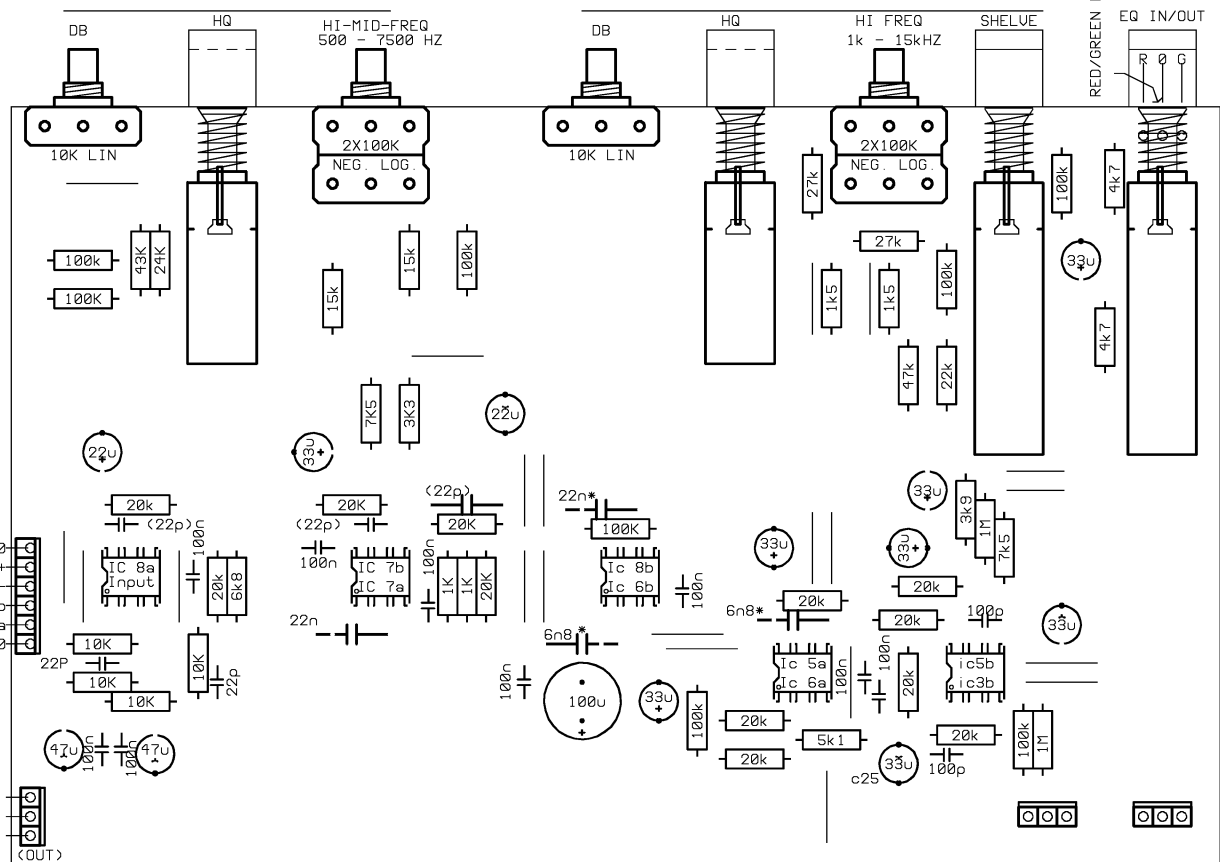 DB
HQ
HI-MID-FREQ
500 - 7500 HZ
DB
HQ
HI FREQ
1k - 15kHZ
SHELVE
RED/GREEN
EQ IN/OUT
R 0 G
10K LIN
2X100K
NEG. LOG.
10K LIN
2X100K
NEG. LOG.
27k
100k
4k7
100k
100K
43K
24K
15k
15k
100k
27k
1k5
1k5
100k
33u
4k7
47k
22k
7K5
3K3
22u
22u
33u
33u
3k9
1M
7k5
20k
(22p)
100n
20K
(22p)
100n
(22p)
20K
100n
22n*
100K
33u
33u
IC 8a
Input
20k
6k8
IC 7b
IC 7a
1K
1K
20K
Ic 8b
Ic 6b
100n
20k
20k
20k
100p
33u
10K
22P
10K
10K
10K
22p
22n
6n8*
6n8*
Ic 5a
Ic 6a
100n
100n
20k
ic5b
ic3b
100n
100u
33u
100k
20k
20k
5k1
20k
100p
100k
1M
47u
100n
100n
47u
c25
33u
(OUT)